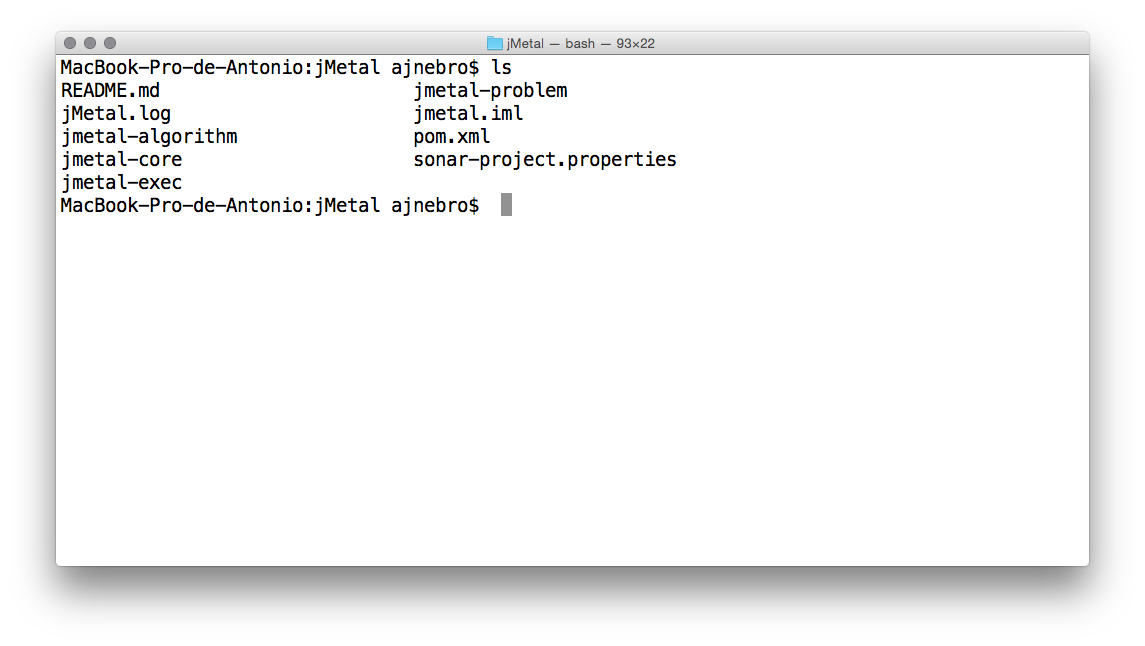 jMetal — bash — 93×22
MacBook-Pro-de-Antonio:jMetal ajnebro$ ls
README.md jmetal-problem
jMetal.log jmetal.iml
jmetal-algorithm pom.xml
jmetal-core sonar-project.properties
jmetal-exec
MacBook-Pro-de-Antonio:jMetal ajnebro$